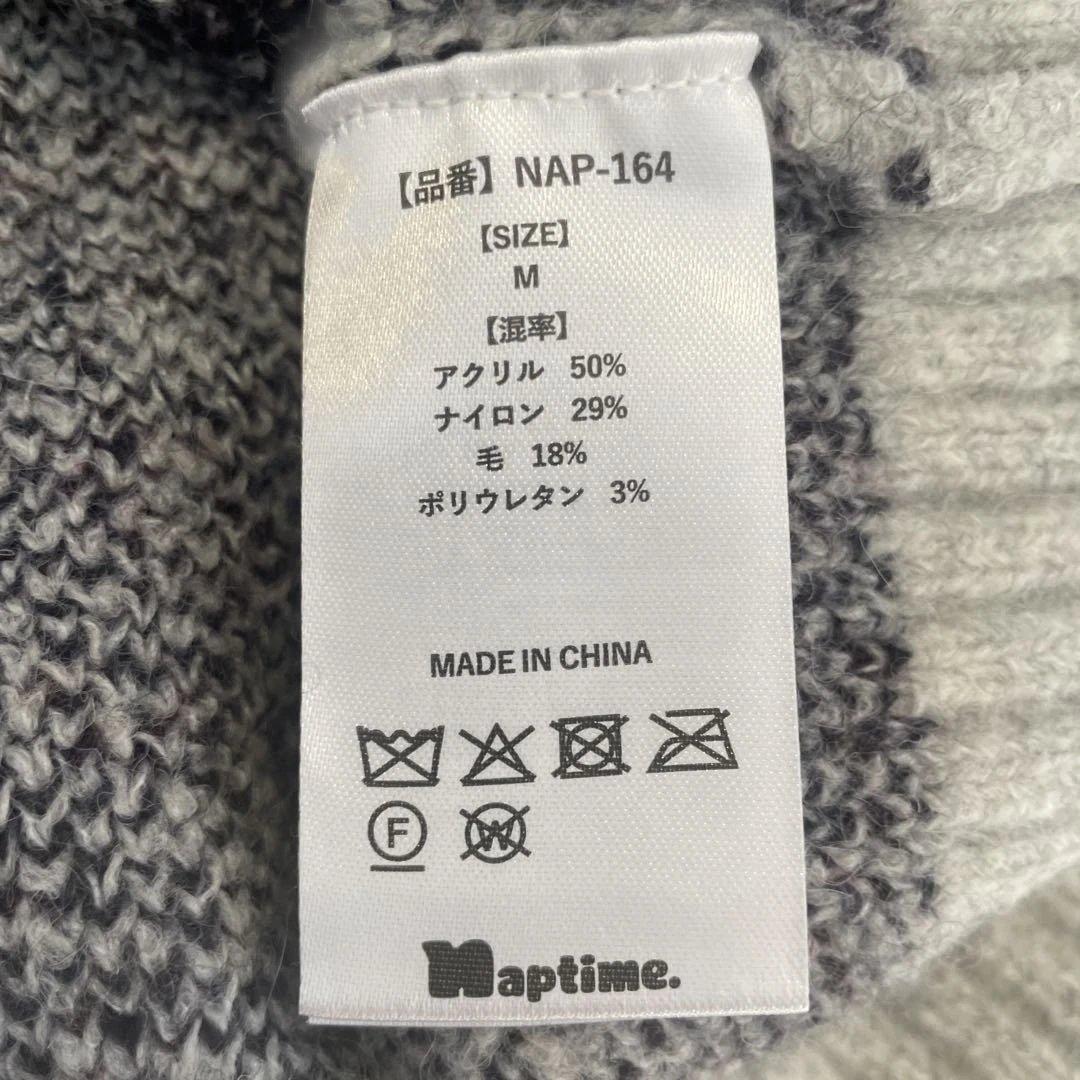 【品番】NAP-164
【SIZE】
M
【混率】
アクリル 50%
ナイロン 29%
毛 18%
ポリウレタン 3%
MADE IN CHINA
F W
Naptime.